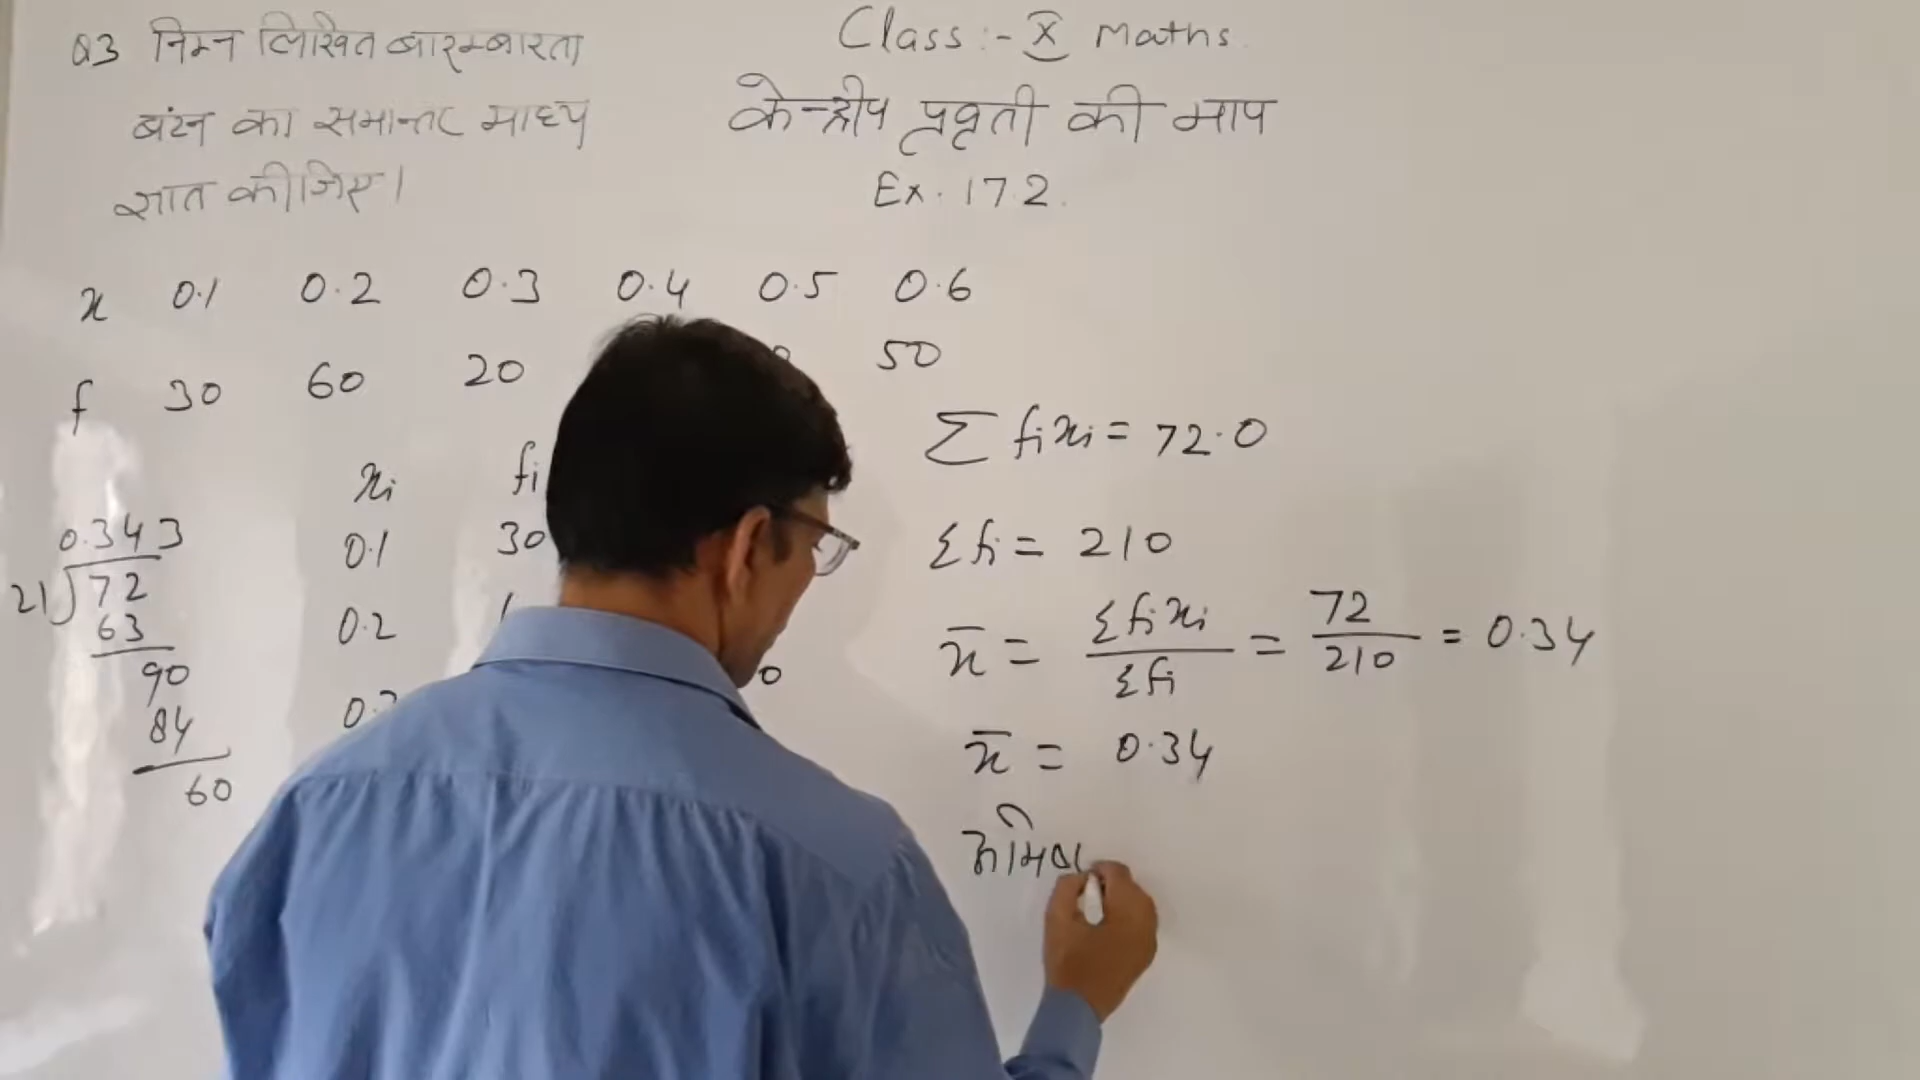 Q3 निम्न लिखित बारम्बारता
बंटन का समान्तर माध्य
ज्ञात कीजिए।
Class :- X Maths.
केन्द्रीय प्रवृती की माप
Ex. 17.2.
x 0.1 0.2 0.3 0.4 0.5 0.6
f 30 60 20 50
xi fi
0.1 30
0.2
0.343
21)72
63
90
84
60
Σ fixi = 72.0
Σfi = 210
x̄ = Σfixi / Σfi = 72 / 210 = 0.34
x̄ = 0.34